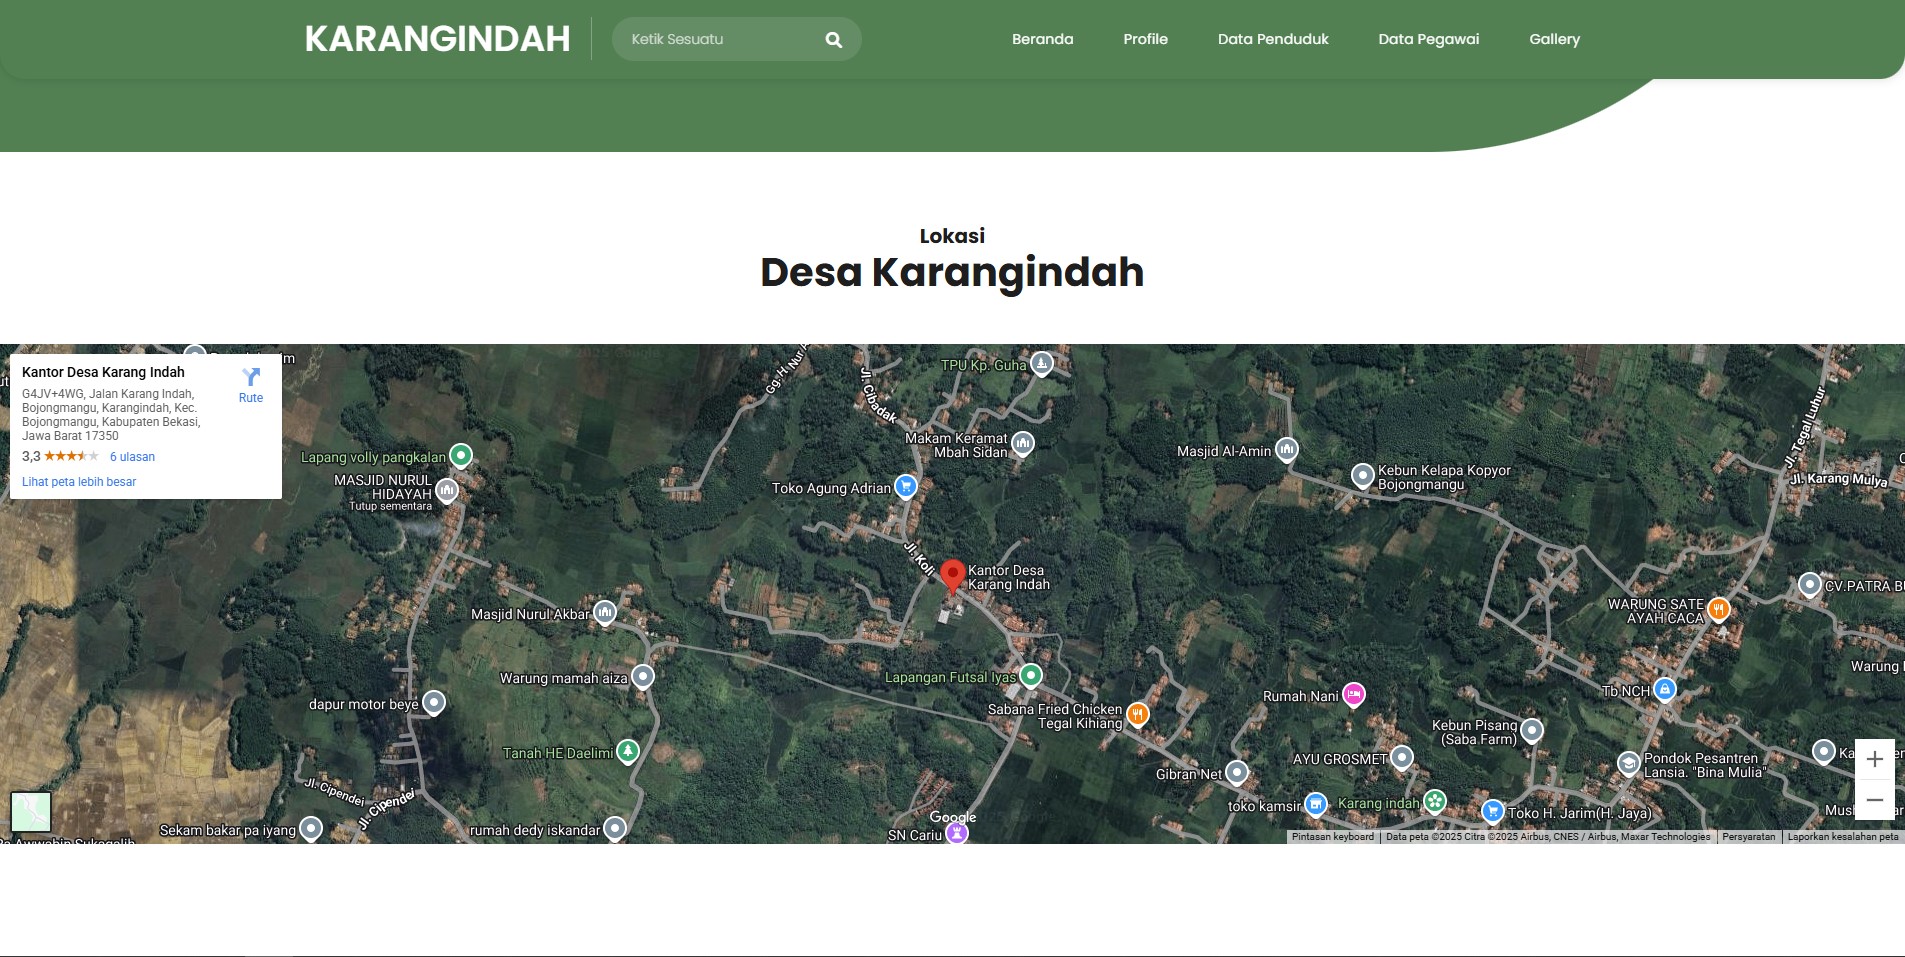 KARANGINDAH
Ketik Sesuatu
Beranda
Profile
Data Penduduk
Data Pegawai
Gallery
Lokasi
Desa Karangindah
Kantor Desa Karang Indah
Rute
G4JV+4WG, Jalan Karang Indah,
Bojongmangu, Karangindah, Kec.
Bojongmangu, Kabupaten Bekasi,
Jawa Barat 17350
3,3
6 ulasan
Lihat peta lebih besar
Gg. H. Nur
Jl. Cibadak
TPU Kp. Guha
Jl. Tegal Luhur
Makam Keramat
Mbah Sidan
Masjid Al-Amin
Lapang volly pangkalan
Kebun Kelapa Kopyor
Bojongmangu
Jl. Karang Mulya
MASJID NURUL
HIDAYAH
Tutup sementara
Toko Agung Adrian
Jl. Koli
Kantor Desa
Karang Indah
CV.PATRA
WARUNG SATE
AYAH CACA
Masjid Nurul Akbar
Warung
Warung mamah aiza
Lapangan Futsal Iyas
Tb NCH
Rumah Nani
dapur motor beye
Sabana Fried Chicken
Tegal Kihiang
Kebun Pisang
(Saba Farm)
Tanah HE Daelimi
AYU GROSMET
Pondok Pesantren
Lansia. "Bina Mulia"
Gibran Net
Jl. Cipendei
Jl. Cipendei
toko kamsir
Karang indah
Toko H. Jarim(H. Jaya)
Google
Sekam bakar pa iyang
rumah dedy iskandar
SN Cariu
Pintasan keyboard
Data peta ©2025 Citra ©2025 Airbus, CNES / Airbus, Maxar Technologies
Persyaratan
Laporkan kesalahan peta